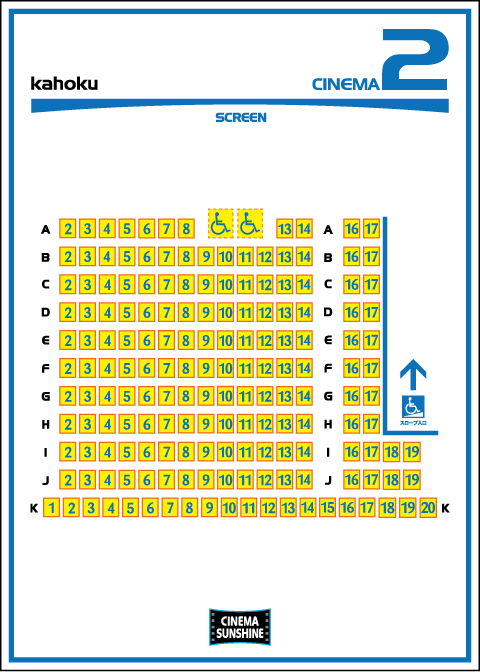 kahoku
CINEMA 2
SCREEN
A 2 3 4 5 6 7 8 13 14 A 16 17
B 2 3 4 5 6 7 8 9 10 11 12 13 14 B 16 17
C 2 3 4 5 6 7 8 9 10 11 12 13 14 C 16 17
D 2 3 4 5 6 7 8 9 10 11 12 13 14 D 16 17
E 2 3 4 5 6 7 8 9 10 11 12 13 14 E 16 17
F 2 3 4 5 6 7 8 9 10 11 12 13 14 F 16 17
G 2 3 4 5 6 7 8 9 10 11 12 13 14 G 16 17
スロープ入口
H 2 3 4 5 6 7 8 9 10 11 12 13 14 H 16 17
I 2 3 4 5 6 7 8 9 10 11 12 13 14 I 16 17 18 19
J 2 3 4 5 6 7 8 9 10 11 12 13 14 J 16 17 18 19
K 1 2 3 4 5 6 7 8 9 10 11 12 13 14 15 16 17 18 19 20 K
CINEMA
SUNSHINE